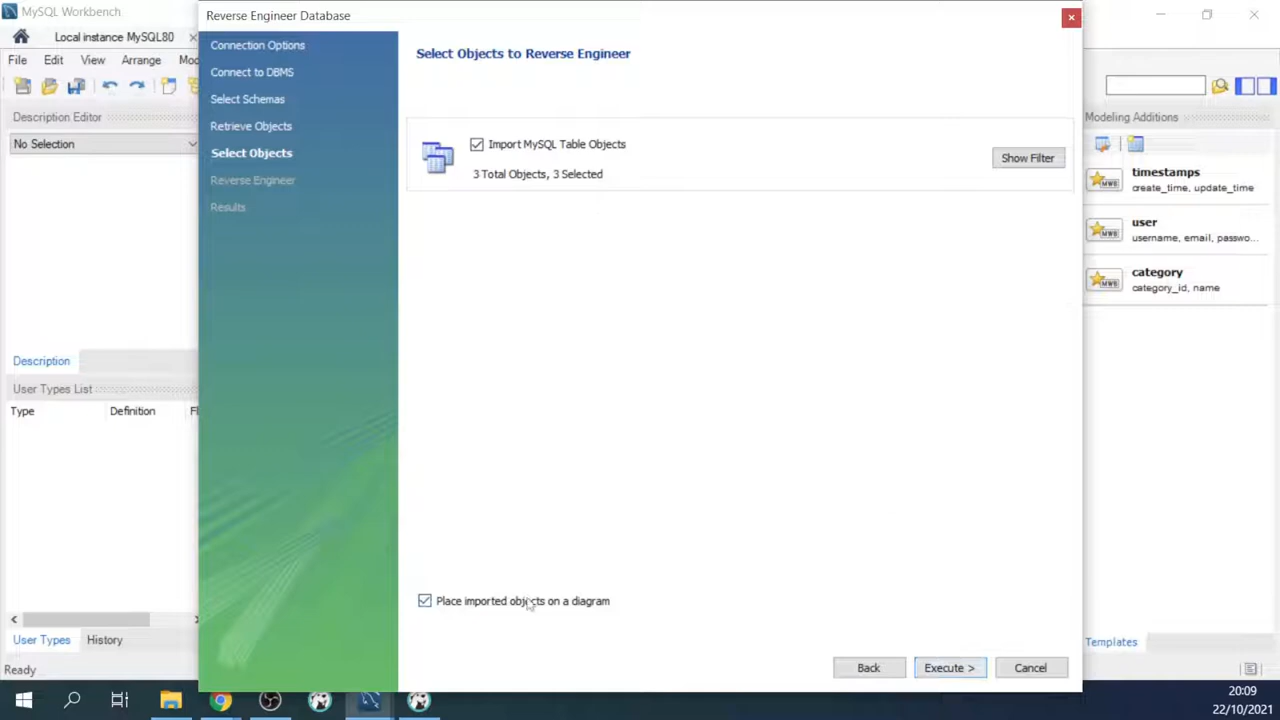 MySQL Workbench
Reverse Engineer Database
Local instance MySQL80
File Edit View Arrange
Description Editor
No Selection
Description
User Types List
Type Definition
User Types History
Ready
Connection Options
Connect to DBMS
Select Schemas
Retrieve Objects
Select Objects
Reverse Engineer
Results
Select Objects to Reverse Engineer
Import MySQL Table Objects
3 Total Objects, 3 Selected
Show Filter
Place imported objects on a diagram
Back Execute > Cancel
Modeling Additions
timestamps
create_time, update_time
user
username, email, passwo...
category
category_id, name
Templates
20:09
22/10/2021